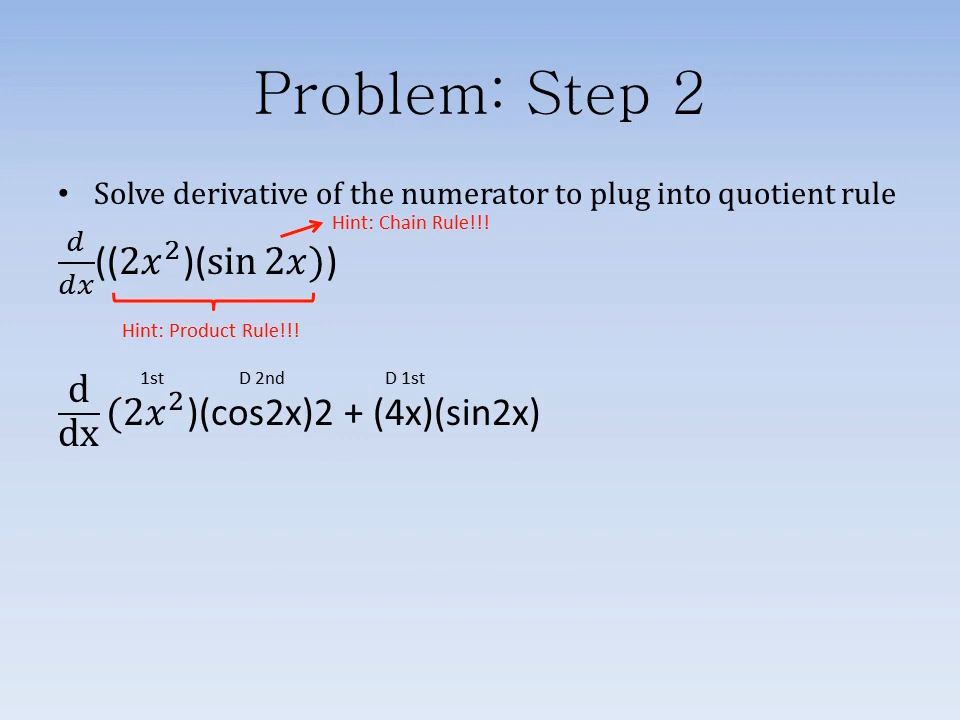 Problem: Step 2
• Solve derivative of the numerator to plug into quotient rule
Hint: Chain Rule!!!
d/dx((2x²)(sin 2x))
Hint: Product Rule!!!
1st D 2nd D 1st
d/dx (2x²)(cos2x)2 + (4x)(sin2x)